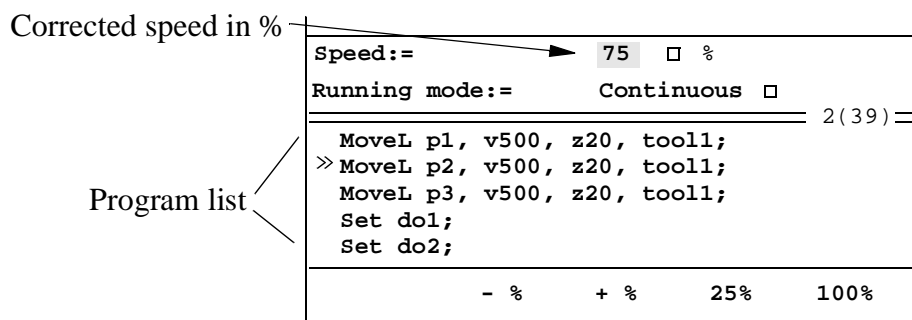 Corrected speed in %
Speed:= 75 %
Running mode:= Continuous
2(39)
MoveL p1, v500, z20, tool1;
»MoveL p2, v500, z20, tool1;
MoveL p3, v500, z20, tool1;
Set do1;
Set do2;
Program list
- % + % 25% 100%